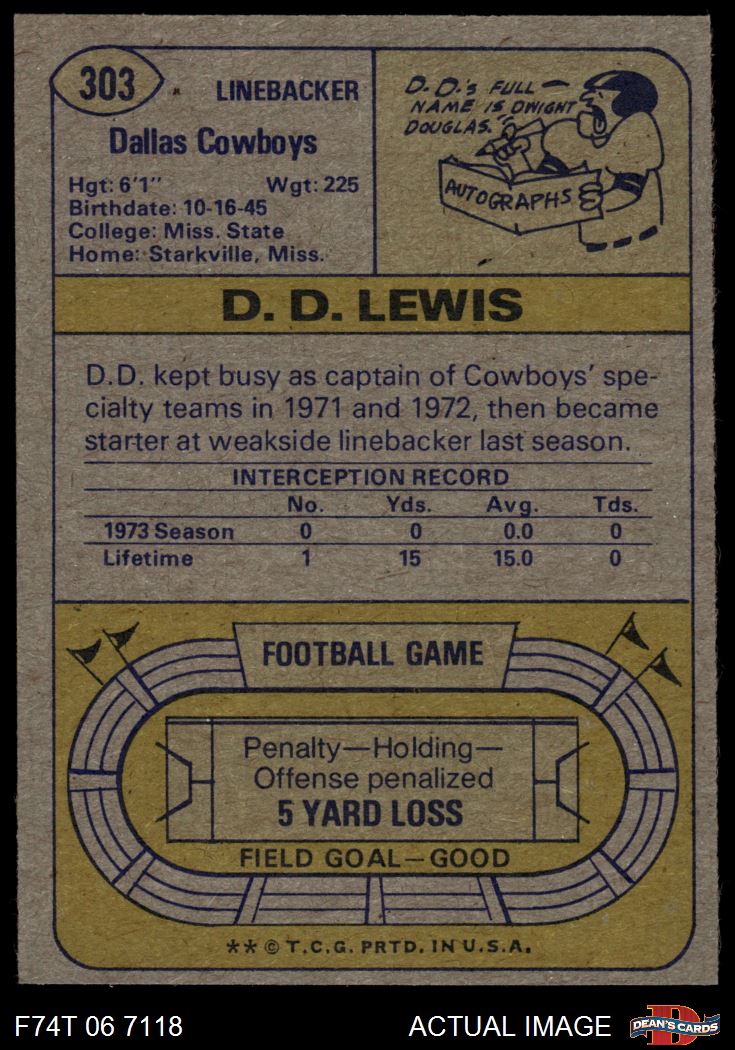 303
LINEBACKER
Dallas Cowboys
Hgt: 6'1" Wgt: 225
Birthdate: 10-16-45
College: Miss. State
Home: Starkville, Miss.
D.D.'S FULL
NAME IS DWIGHT
DOUGLAS.
AUTOGRAPHS
D. D. LEWIS
D.D. kept busy as captain of Cowboys' spe-
cialty teams in 1971 and 1972, then became
starter at weakside linebacker last season.
INTERCEPTION RECORD
No. Yds. Avg. Tds.
1973 Season 0 0 0.0 0
Lifetime 1 15 15.0 0
FOOTBALL GAME
Penalty—Holding—
Offense penalized
5 YARD LOSS
FIELD GOAL—GOOD
** © T.C.G. PRTD. IN U.S.A.
F74T 06 7118 ACTUAL IMAGE
D
DEAN'S CARDS